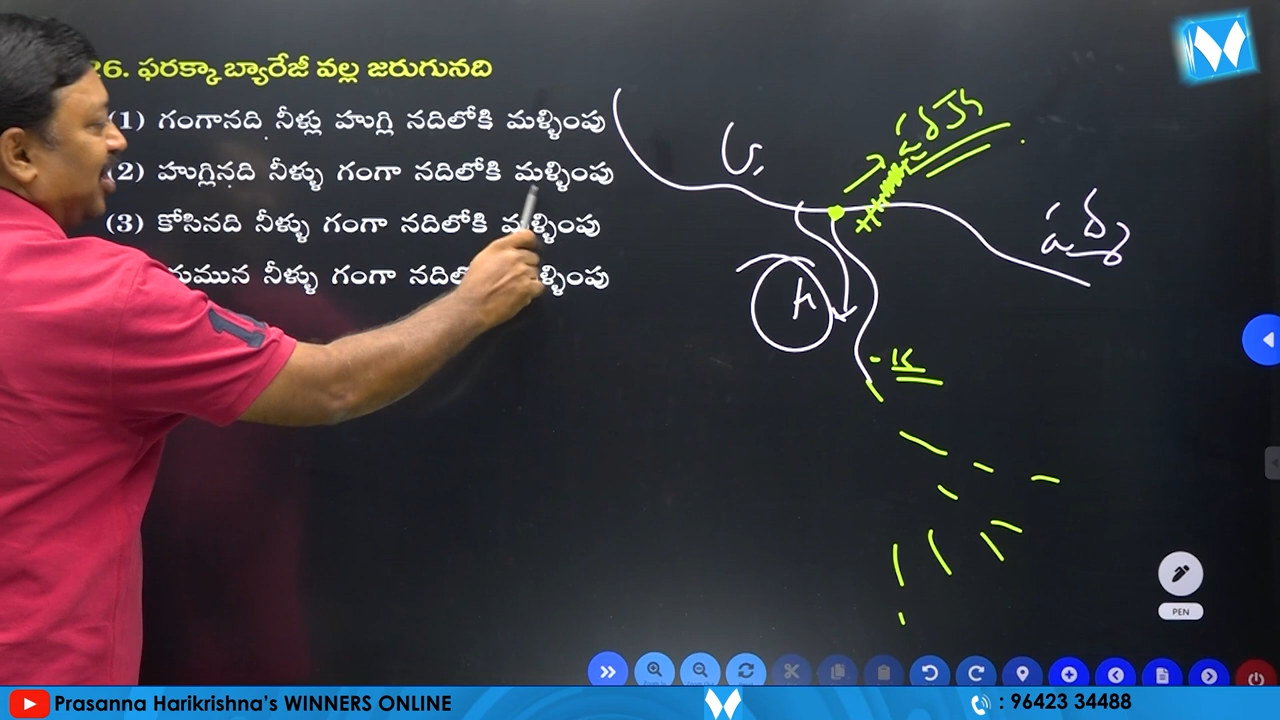 26. ఫరక్కా బ్యారేజీ వల్ల జరుగునది
(1) గంగానది నీళ్లు హుగ్లి నదిలోకి మళ్ళింపు
2) హుగ్లినది నీళ్ళు గంగా నదిలోకి మళ్ళింపు
(3) కోసినది నీళ్ళు గంగా నదిలోకి మళ్ళింపు
యమున నీళ్ళు గంగా నదిలో మళ్ళింపు
H
PEN
Prasanna Harikrishna's WINNERS ONLINE
: 96423 34488